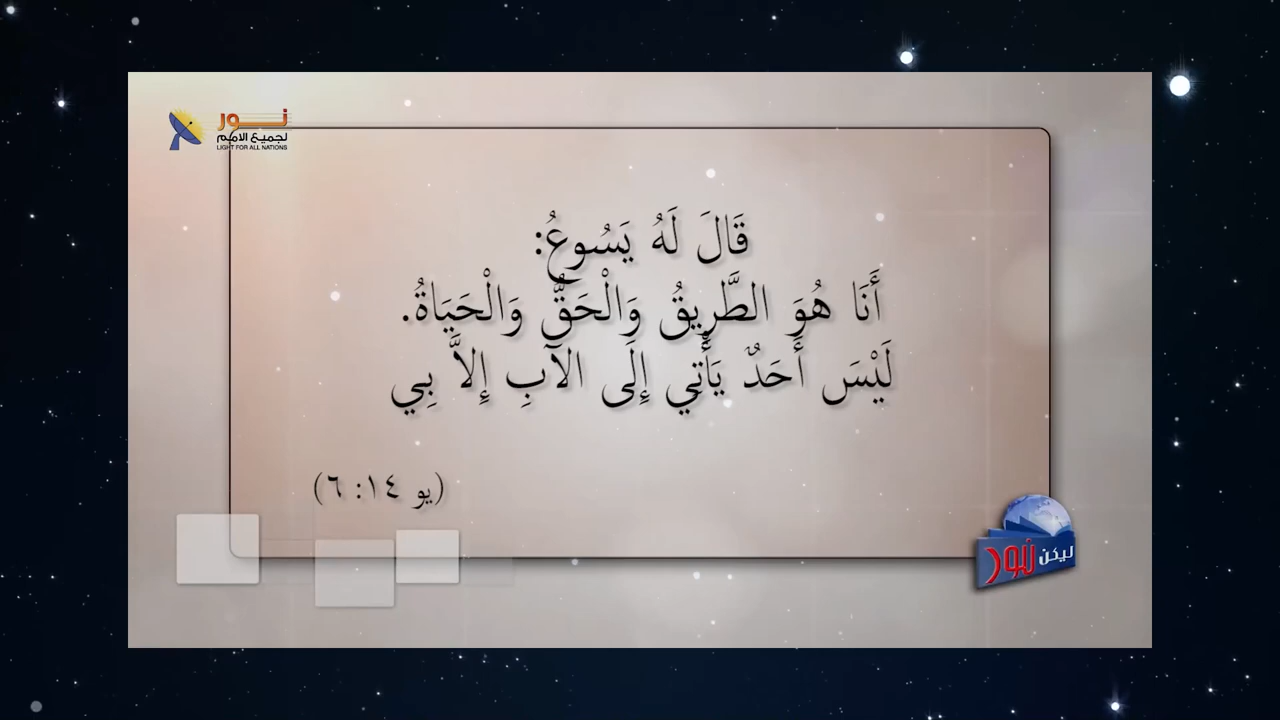 نور
لجميع الامم
LIGHT FOR ALL NATIONS
قَالَ لَهُ يَسُوعُ:
أَنَا هُوَ الطَّرِيقُ وَالْحَقُّ وَالْحَيَاةُ.
لَيْسَ أَحَدٌ يَأْتِي إِلَى الآبِ إِلاَّ بِي
(يو ١٤: ٦)
ليكن نور